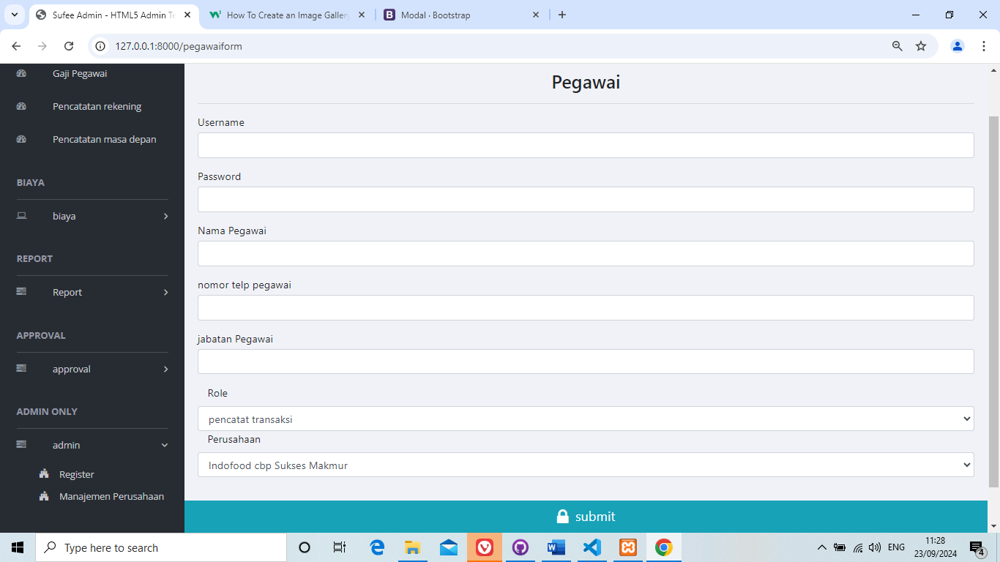 Sufee Admin - HTML5 Admin Te
How To Create an Image Gallery
Modal · Bootstrap
127.0.0.1:8000/pegawaiform
Gaji Pegawai
Pencatatan rekening
Pencatatan masa depan
BIAYA
biaya
REPORT
Report
APPROVAL
approval
ADMIN ONLY
admin
Register
Manajemen Perusahaan
Pegawai
Username
Password
Nama Pegawai
nomor telp pegawai
jabatan Pegawai
Role
pencatat transaksi
Perusahaan
Indofood cbp Sukses Makmur
submit
Type here to search
ENG
11:28
23/09/2024
4